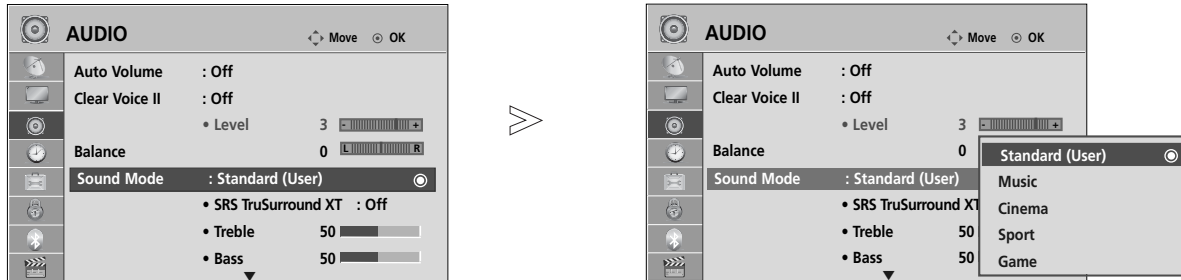 AUDIO Move OK
Auto Volume : Off
Clear Voice II : Off
• Level 3 - +
Balance 0 L R
Sound Mode : Standard (User)
• SRS TruSurround XT : Off
• Treble 50
• Bass 50
>
AUDIO Move OK
Auto Volume : Off
Clear Voice II : Off
• Level 3 - +
Balance 0
Sound Mode : Standard (User)
• SRS TruSurround XT
• Treble 50
• Bass 50
Standard (User)
Music
Cinema
Sport
Game